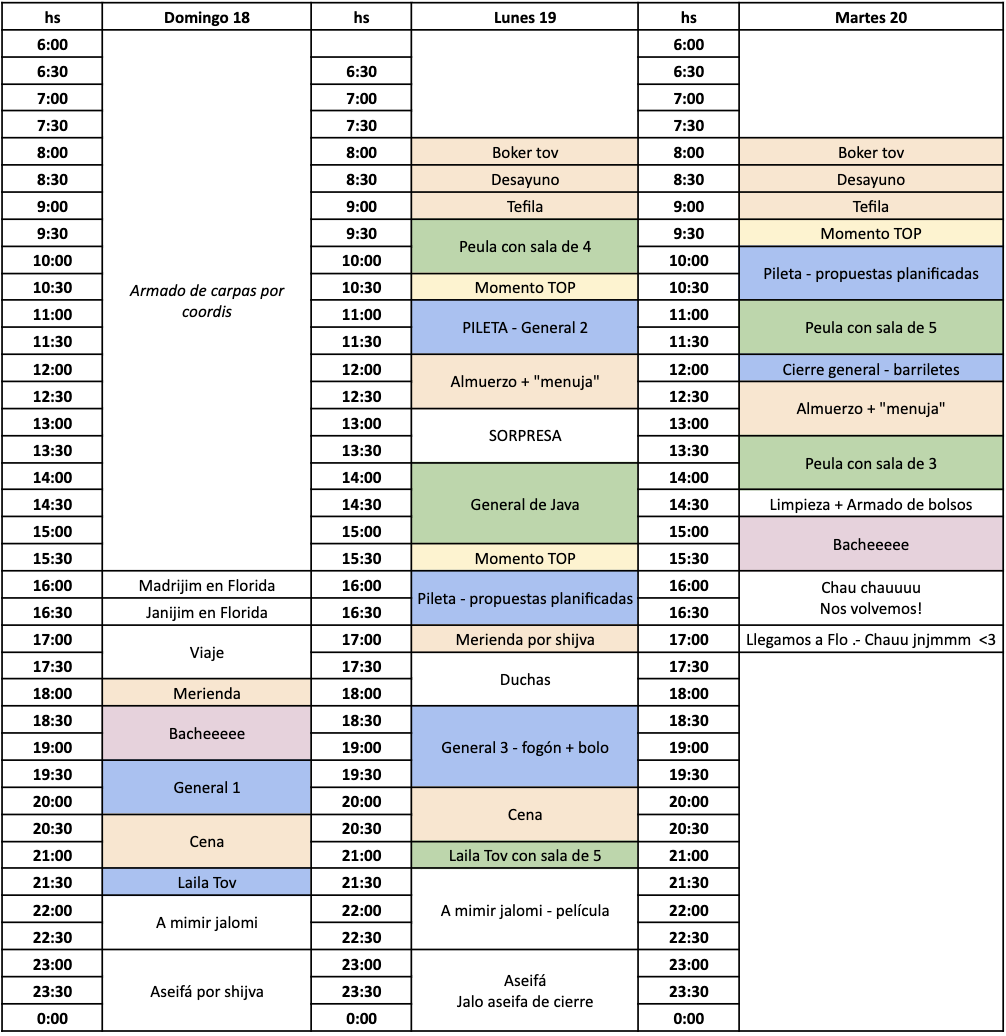 hs Domingo 18 hs Lunes 19 hs Martes 20
6:00 6:00
6:30 6:30 6:30
7:00 7:00 7:00
7:30 7:30 7:30
8:00 8:00 Boker tov 8:00 Boker tov
8:30 8:30 Desayuno 8:30 Desayuno
9:00 9:00 Tefila 9:00 Tefila
9:30 9:30 Peula con sala de 4 9:30 Momento TOP
10:00 10:00 10:00 Pileta - propuestas planificadas
10:30 Armado de carpas por 10:30 Momento TOP 10:30
coordis
11:00 11:00 PILETA - General 2 11:00 Peula con sala de 5
11:30 11:30 11:30
12:00 12:00 Almuerzo + "menuja" 12:00 Cierre general - barriletes
12:30 12:30 12:30 Almuerzo + "menuja"
13:00 13:00 SORPRESA 13:00
13:30 13:30 13:30 Peula con sala de 3
14:00 14:00 14:00
14:30 14:30 General de Java 14:30 Limpieza + Armado de bolsos
15:00 15:00 15:00 Bacheeeee
15:30 15:30 Momento TOP 15:30
16:00 Madrijim en Florida 16:00 Pileta - propuestas planificadas 16:00 Chau chauuuu
16:30 Janijim en Florida 16:30 16:30 Nos volvemos!
17:00 Viaje 17:00 Merienda por shijva 17:00 Llegamos a Flo .- Chauu jnjmmm <3
17:30 17:30 Duchas 17:30
18:00 Merienda 18:00 18:00
18:30 Bacheeeee 18:30 18:30
19:00 19:00 General 3 - fogón + bolo 19:00
19:30 General 1 19:30 19:30
20:00 20:00 Cena 20:00
20:30 Cena 20:30 20:30
21:00 21:00 Laila Tov con sala de 5 21:00
21:30 Laila Tov 21:30 21:30
22:00 A mimir jalomi 22:00 A mimir jalomi - película 22:00
22:30 22:30 22:30
23:00 23:00 Aseifá 23:00
23:30 Aseifá por shijva 23:30 Jalo aseifa de cierre 23:30
0:00 0:00 0:00